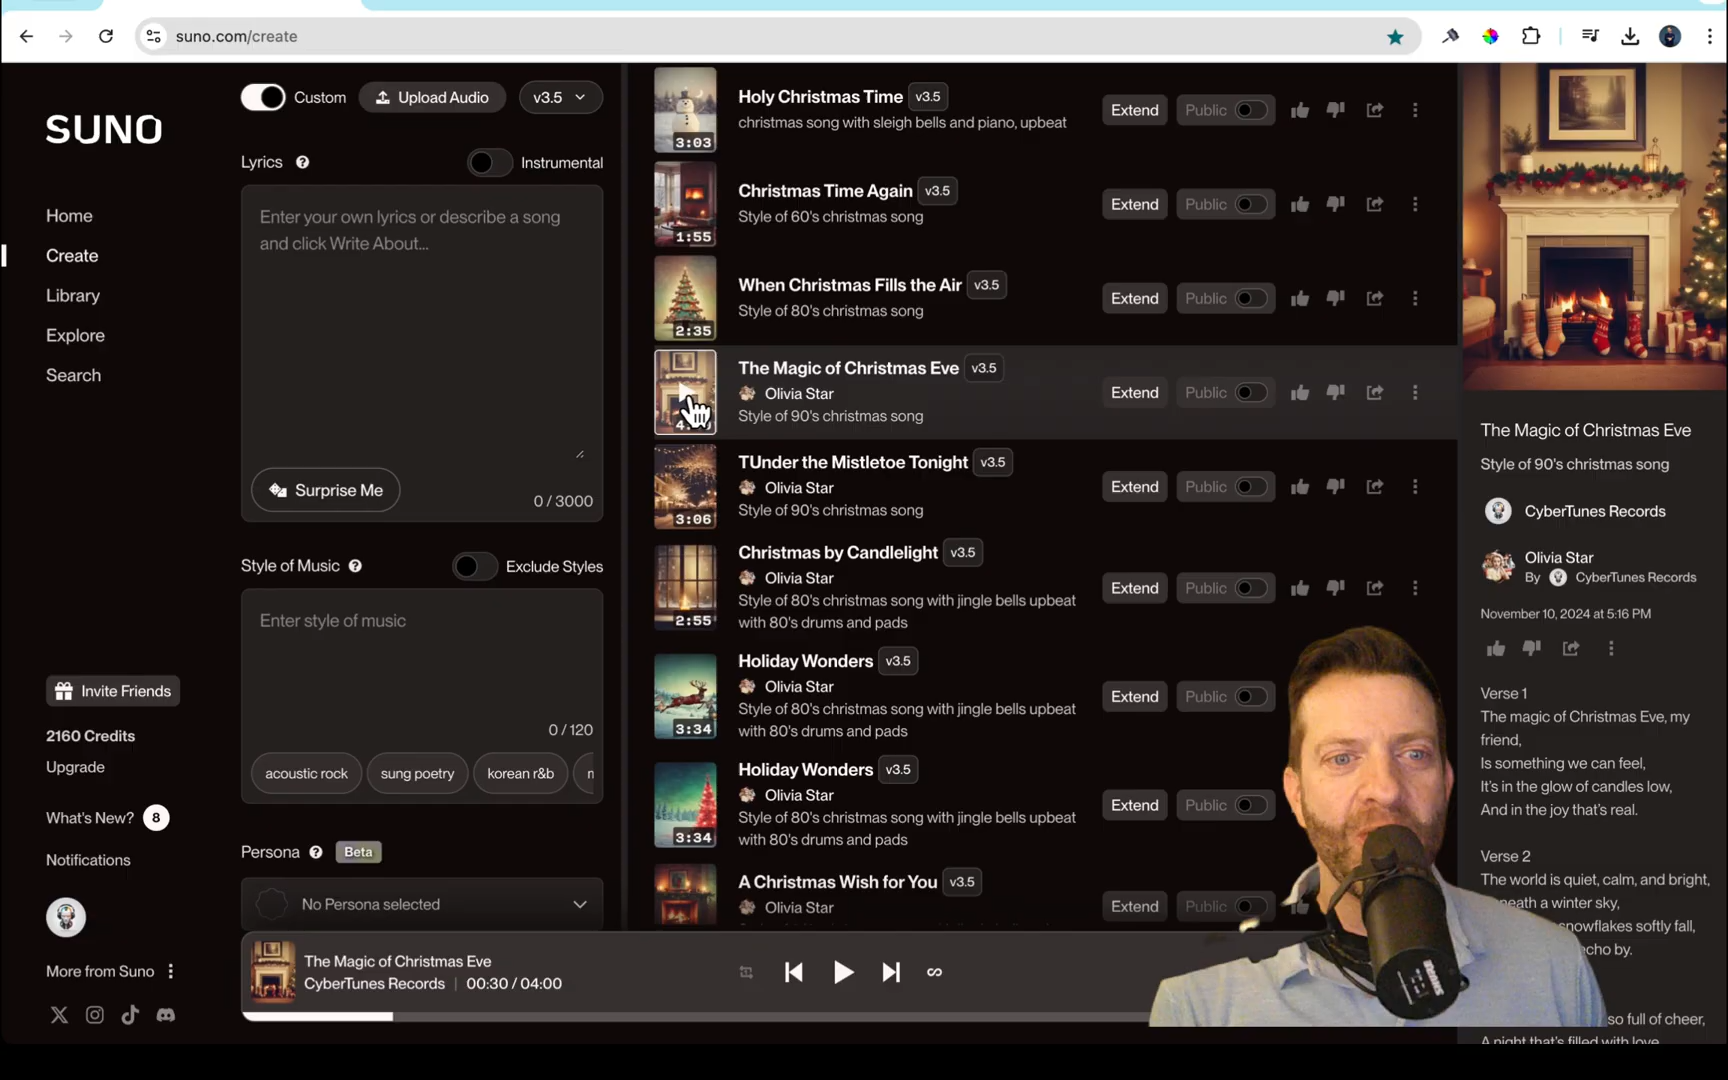 suno.com/create
SUNO
Home
Create
Library
Explore
Search
Invite Friends
2160 Credits
Upgrade
What's New? 8
Notifications
More from Suno
Custom
Upload Audio
v3.5
Lyrics
Instrumental
Enter your own lyrics or describe a song
and click Write About...
Surprise Me
0 / 3000
Style of Music
Exclude Styles
Enter style of music
0 / 120
acoustic rock
sung poetry
korean r&b
Persona
Beta
No Persona selected
Holy Christmas Time v3.5
christmas song with sleigh bells and piano, upbeat
3:03
Extend
Public
Christmas Time Again v3.5
Style of 60's christmas song
1:55
Extend
Public
When Christmas Fills the Air v3.5
Style of 80's christmas song
2:35
Extend
Public
The Magic of Christmas Eve v3.5
Olivia Star
Style of 90's christmas song
Extend
Public
TUnder the Mistletoe Tonight v3.5
Olivia Star
Style of 90's christmas song
3:06
Extend
Public
Christmas by Candlelight v3.5
Olivia Star
Style of 80's christmas song with jingle bells upbeat
with 80's drums and pads
2:55
Extend
Public
Holiday Wonders v3.5
Olivia Star
Style of 80's christmas song with jingle bells upbeat
with 80's drums and pads
3:34
Extend
Public
Holiday Wonders v3.5
Olivia Star
Style of 80's christmas song with jingle bells upbeat
with 80's drums and pads
3:34
Extend
Public
A Christmas Wish for You v3.5
Olivia Star
Extend
Public
The Magic of Christmas Eve
Style of 90's christmas song
CyberTunes Records
Olivia Star
By CyberTunes Records
November 10, 2024 at 5:16 PM
Verse 1
The magic of Christmas Eve, my
friend,
Is something we can feel,
It's in the glow of candles low,
And in the joy that's real.
Verse 2
The world is quiet, calm, and bright,
a winter sky,
snowflakes softly fall,
echo by.
so full of cheer,
A night that's filled with love
The Magic of Christmas Eve
CyberTunes Records | 00:30 / 04:00